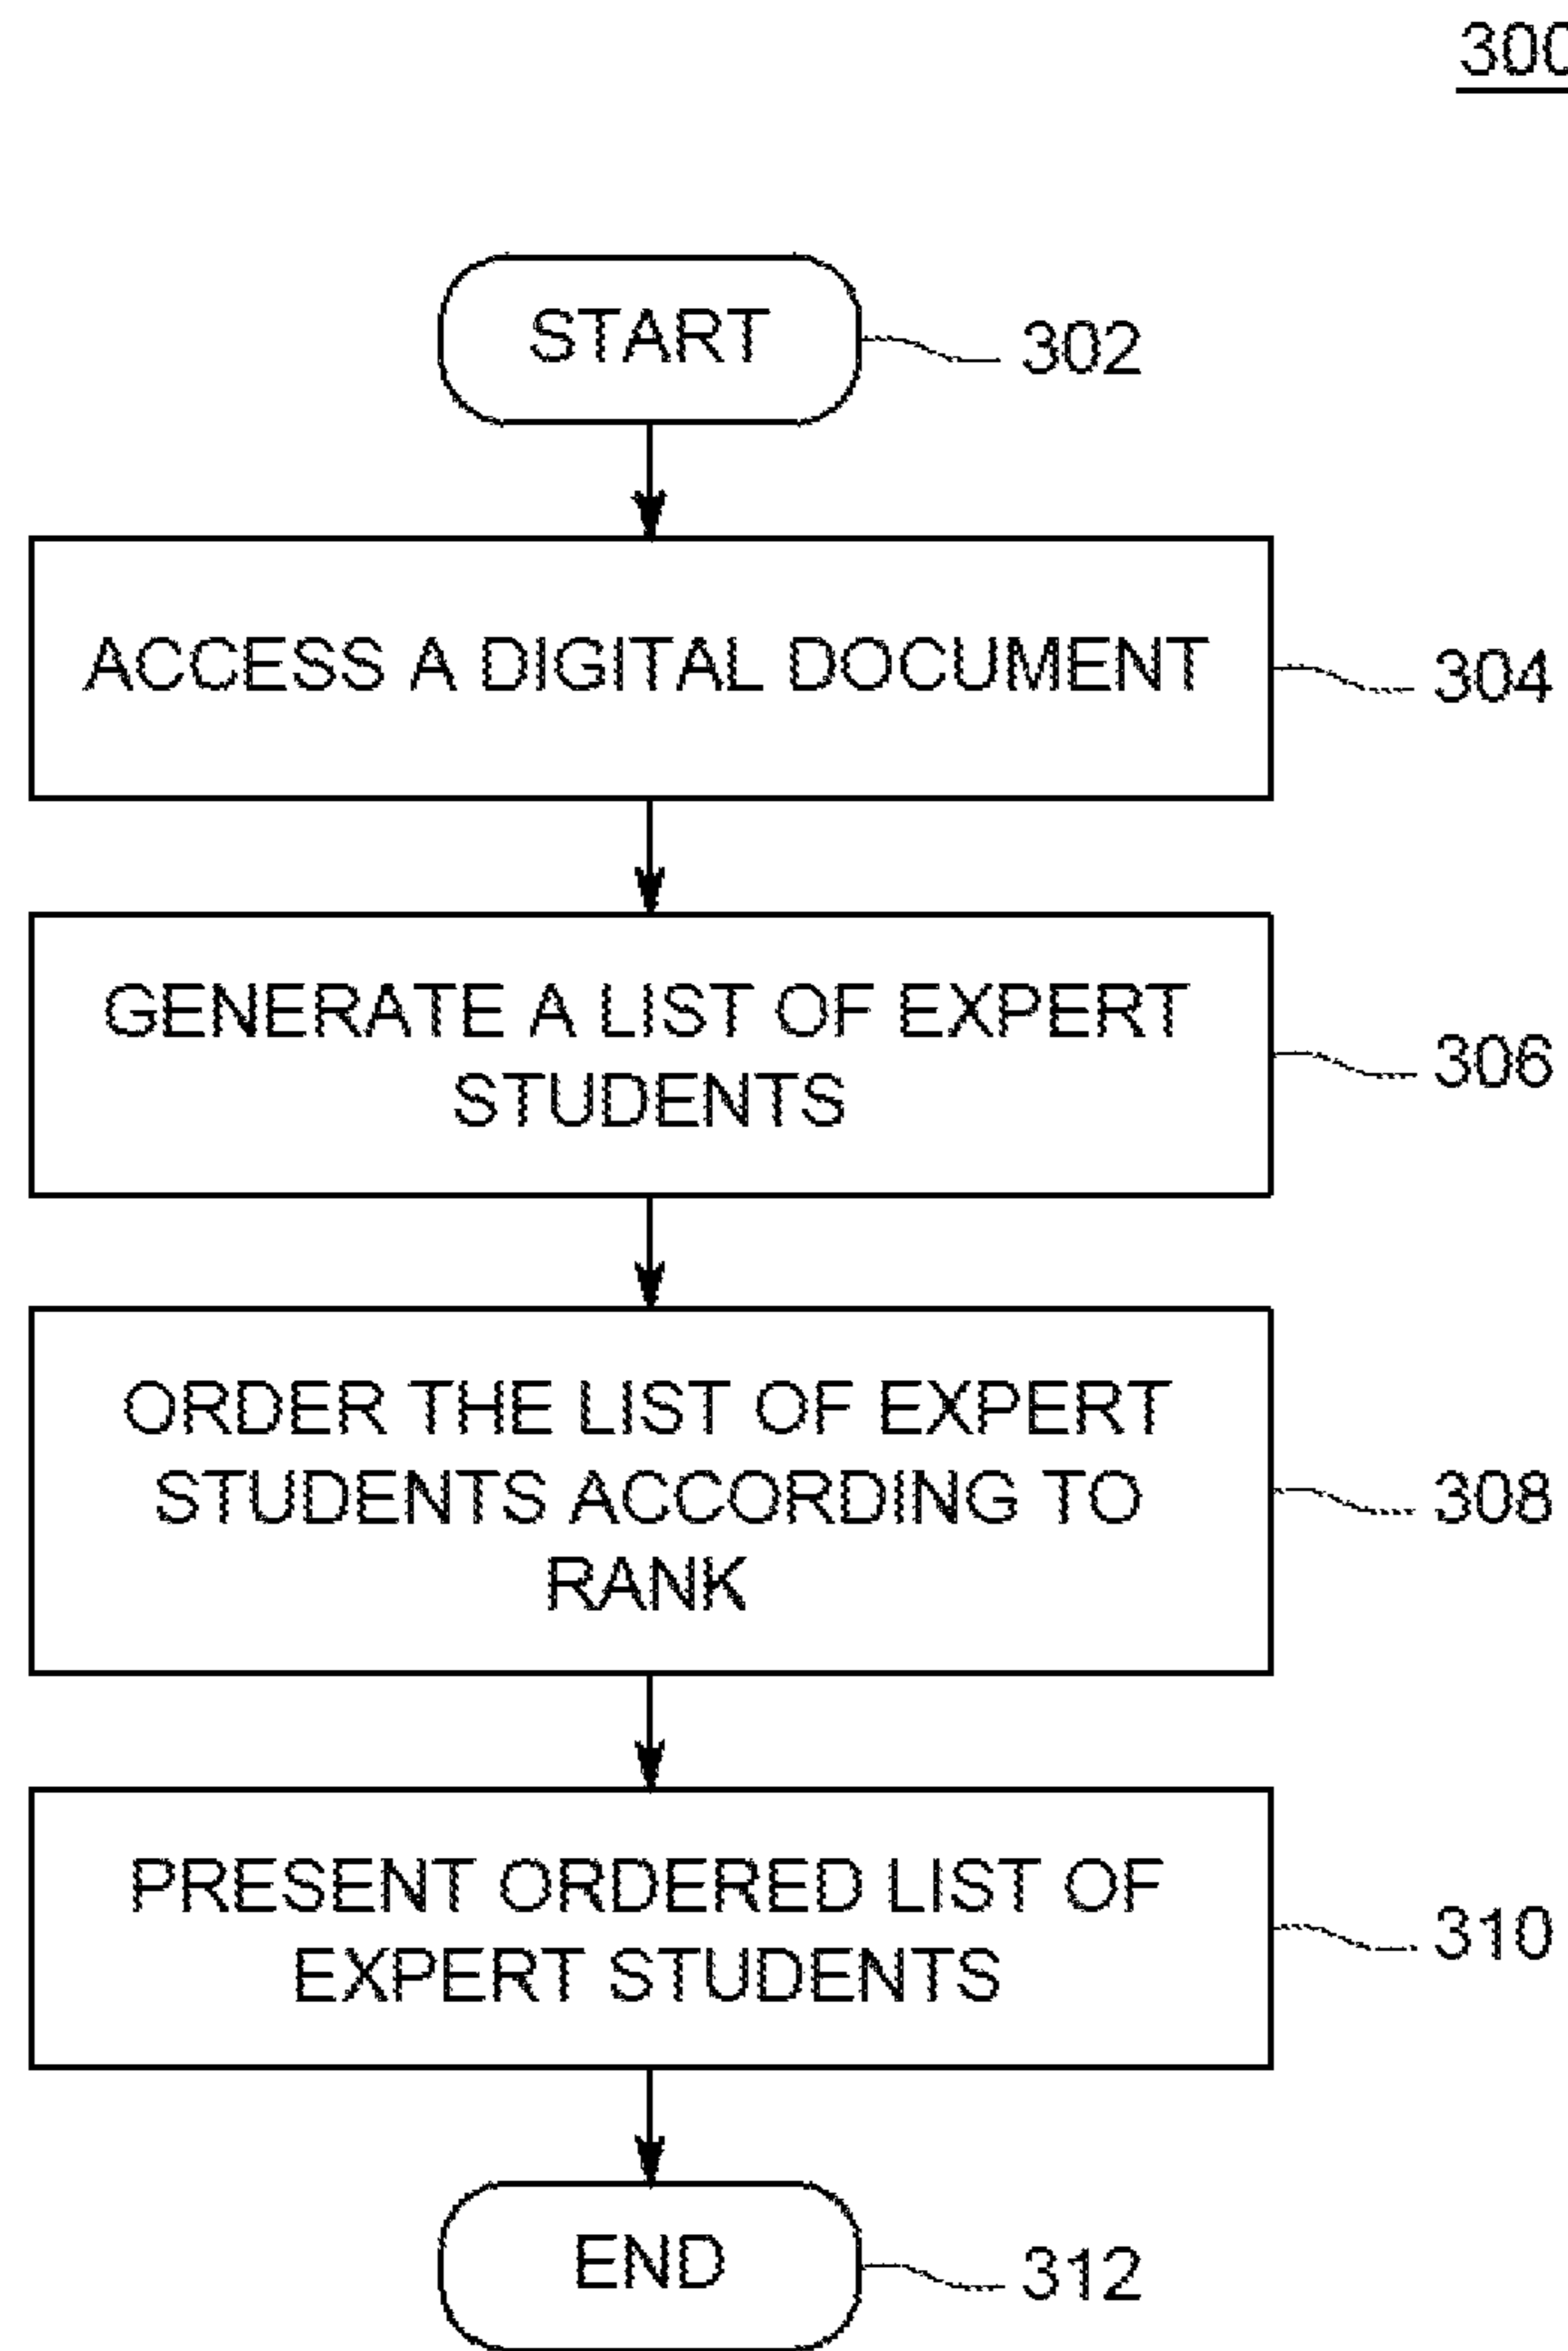 300
START
302
ACCESS A DIGITAL DOCUMENT
304
GENERATE A LIST OF EXPERT
STUDENTS
306
ORDER THE LIST OF EXPERT
STUDENTS ACCORDING TO
RANK
308
PRESENT ORDERED LIST OF
EXPERT STUDENTS
310
END
312